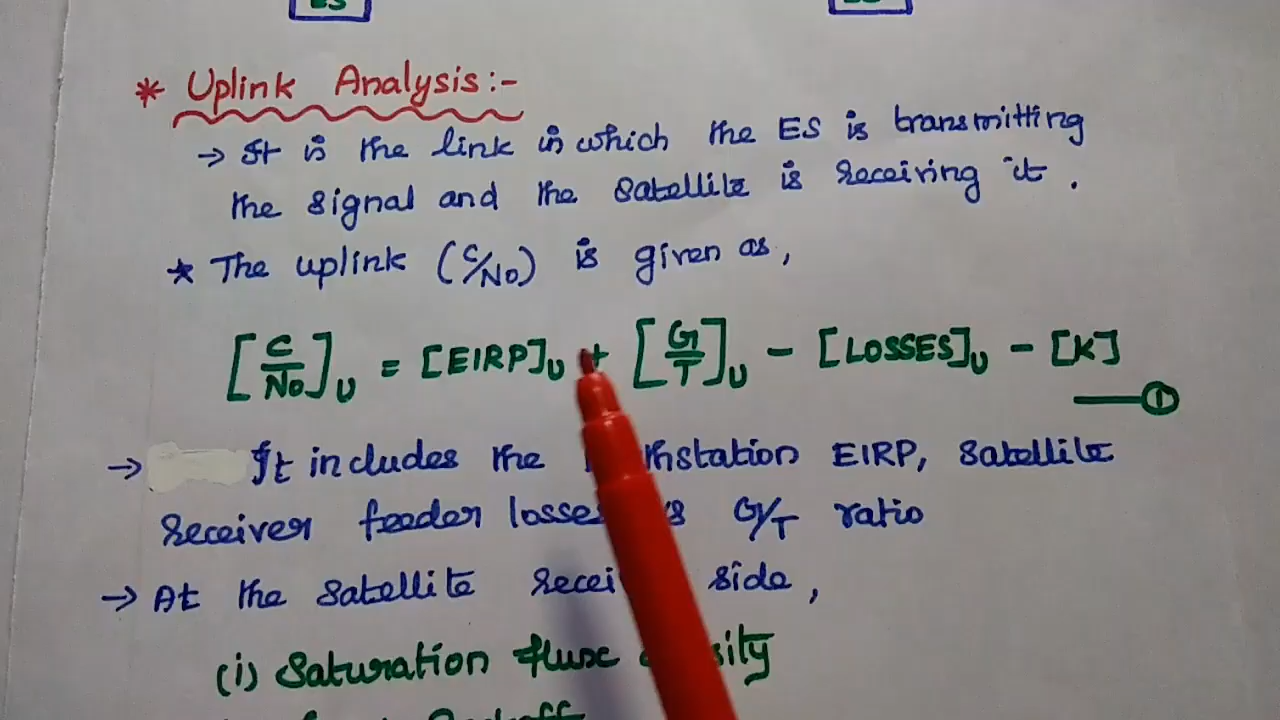 ES
* Uplink Analysis:-
→ It is the link in which the ES is transmitting
the signal and the satellite is receiving it.
* The uplink (C/No) is given as,
[C/No]U = [EIRP]U + [G/T]U - [LOSSES]U - [K]
①
→ It includes the station EIRP, satellite
receiver feeder losses G/T ratio
→ At the satellite side,
(i) Saturation flux